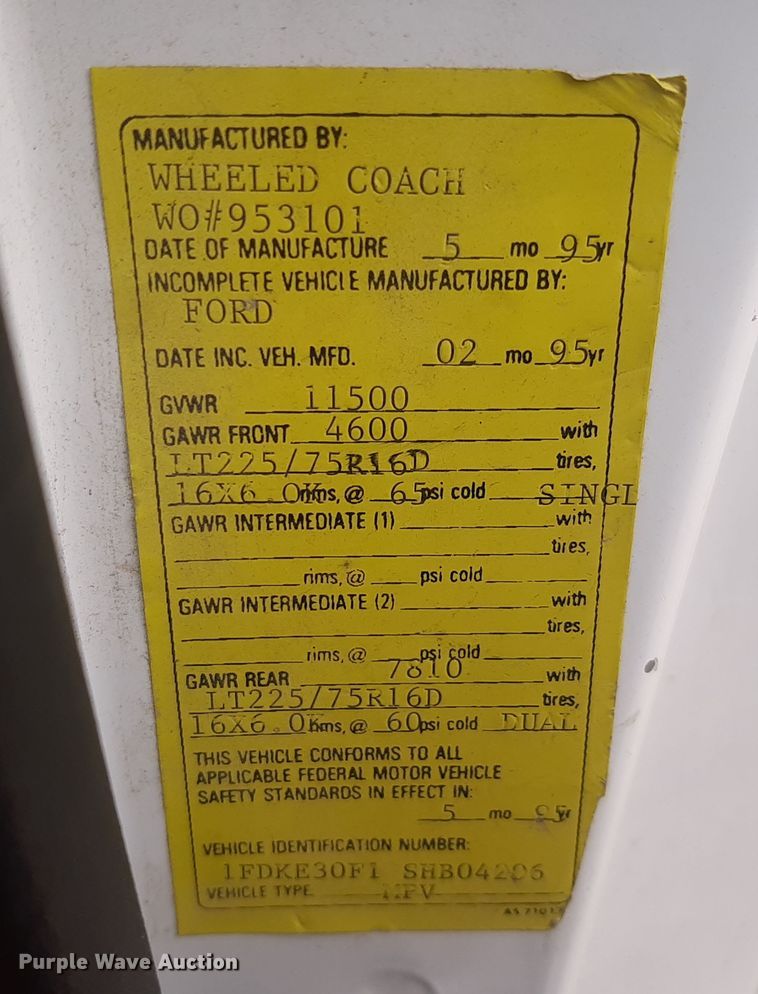 MANUFACTURED BY:
WHEELED COACH
WO#953101
DATE OF MANUFACTURE 5 mo 95 yr
INCOMPLETE VEHICLE MANUFACTURED BY:
FORD
DATE INC. VEH. MFD. 02 mo 95 yr
GVWR 11500
GAWR FRONT 4600 with
LT225/75R16D tires,
16X6.0K rims, @ 65 psi cold SINGL
GAWR INTERMEDIATE (1) with
tires,
rims, @ psi cold
GAWR INTERMEDIATE (2) with
tires,
rims, @ psi cold
GAWR REAR 7810 with
LT225/75R16D tires,
16X6.0K rims, @ 60 psi cold DUAL
THIS VEHICLE CONFORMS TO ALL
APPLICABLE FEDERAL MOTOR VEHICLE
SAFETY STANDARDS IN EFFECT IN:
5 mo 95 yr
VEHICLE IDENTIFICATION NUMBER:
1FDKE30F1 SHB04206
VEHICLE TYPE MPV
Purple Wave Auction